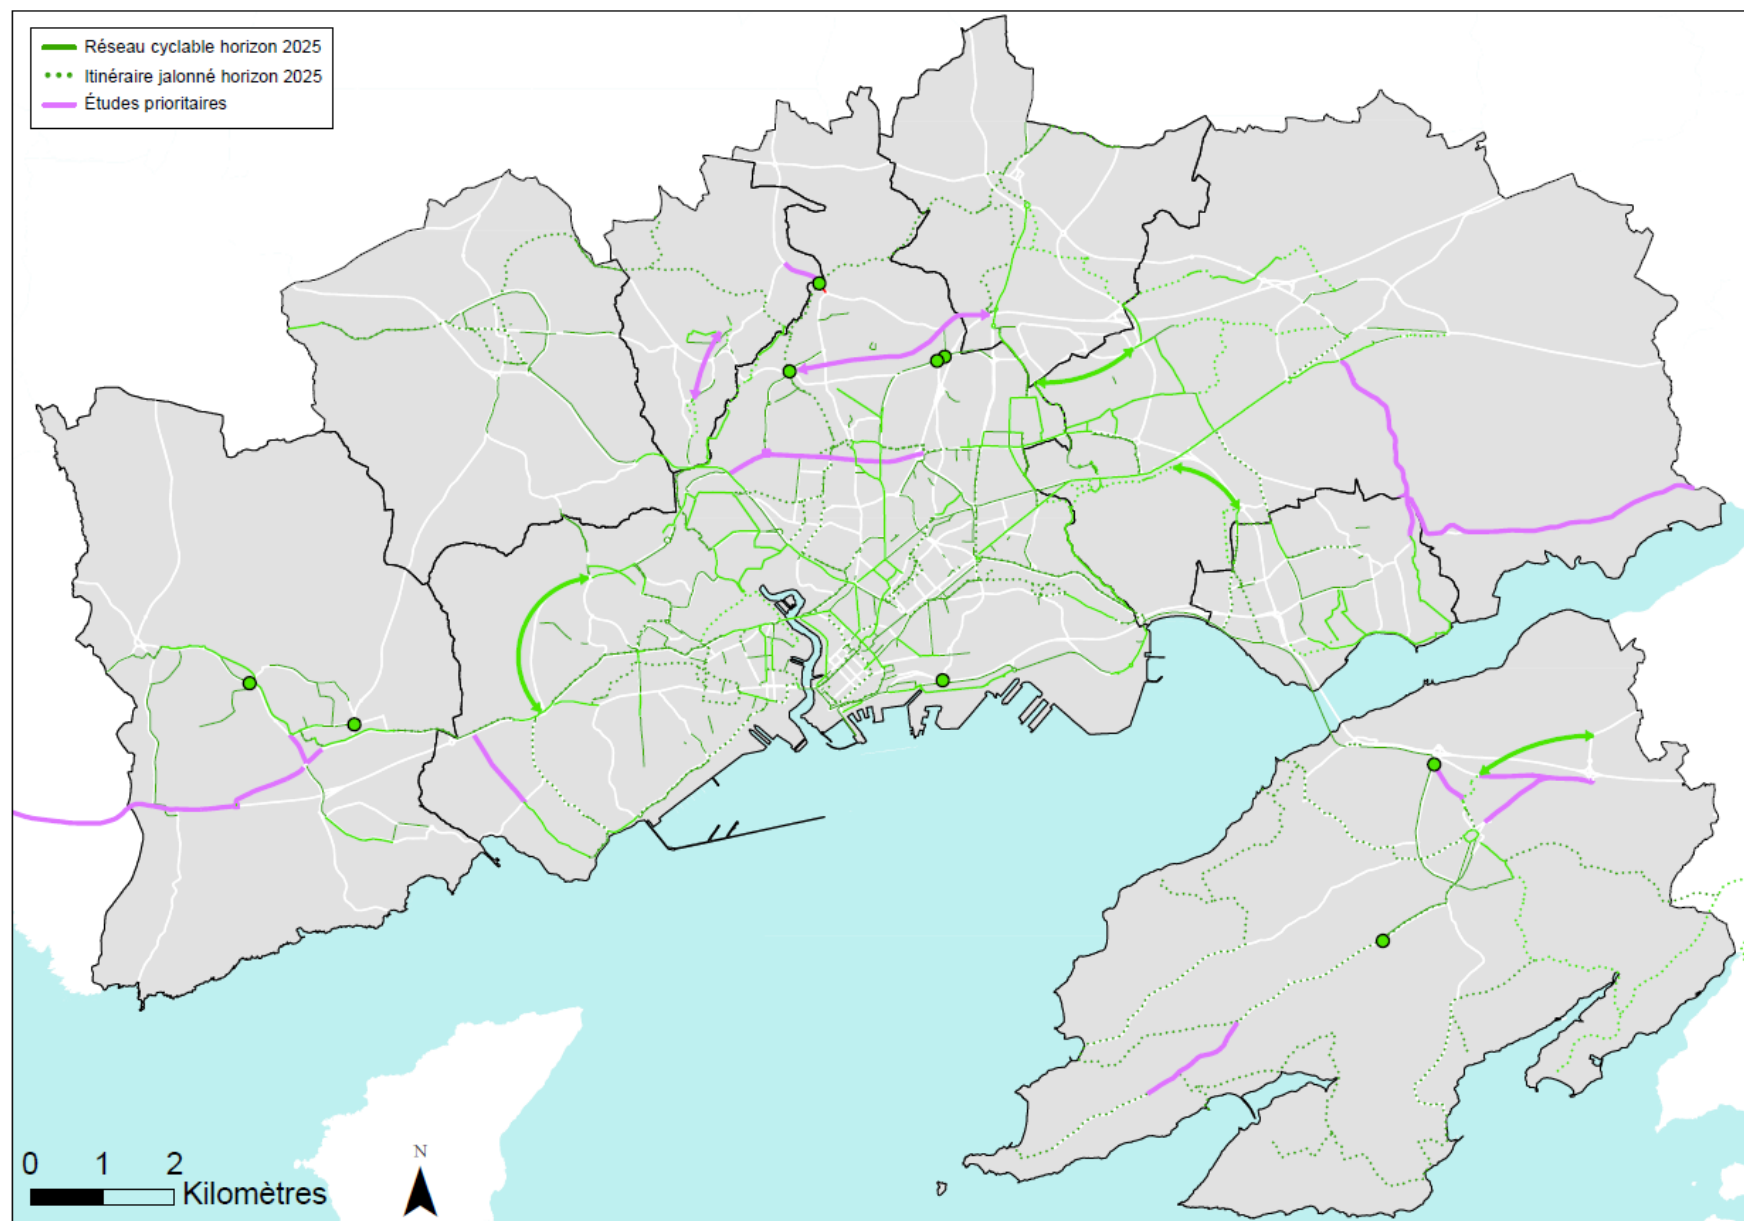 Réseau cyclable horizon 2025
Itinéraire jalonné horizon 2025
Études prioritaires
N
0 1 2
Kilomètres